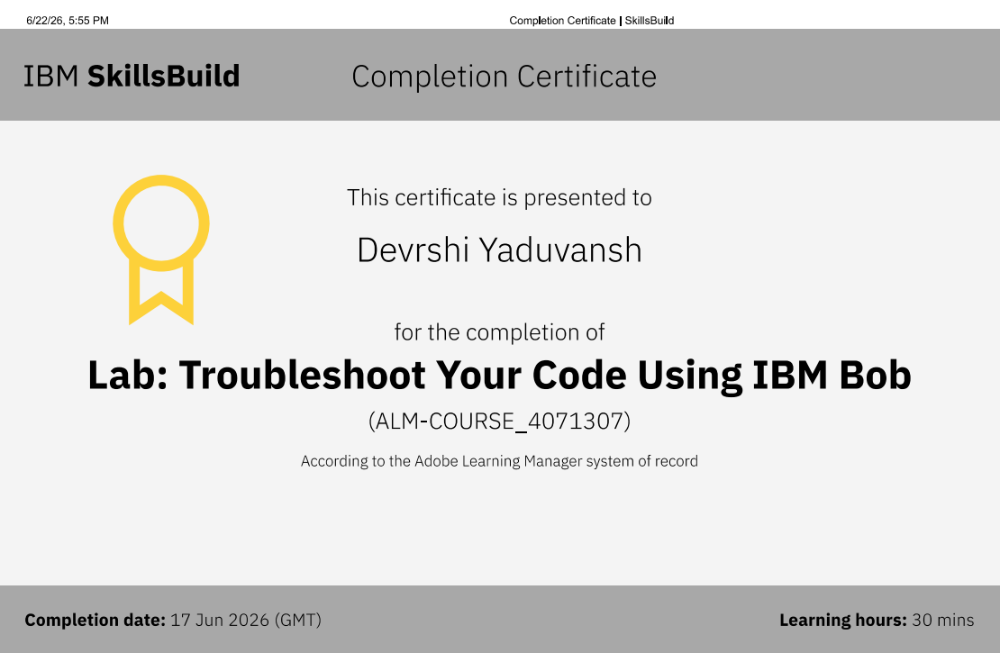 6/22/26, 5:55 PM Completion Certificate | SkillsBuild
IBM SkillsBuild Completion Certificate
This certificate is presented to
Devrshi Yaduvansh
for the completion of
Lab: Troubleshoot Your Code Using IBM Bob
(ALM-COURSE_4071307)
According to the Adobe Learning Manager system of record
Completion date: 17 Jun 2026 (GMT) Learning hours: 30 mins